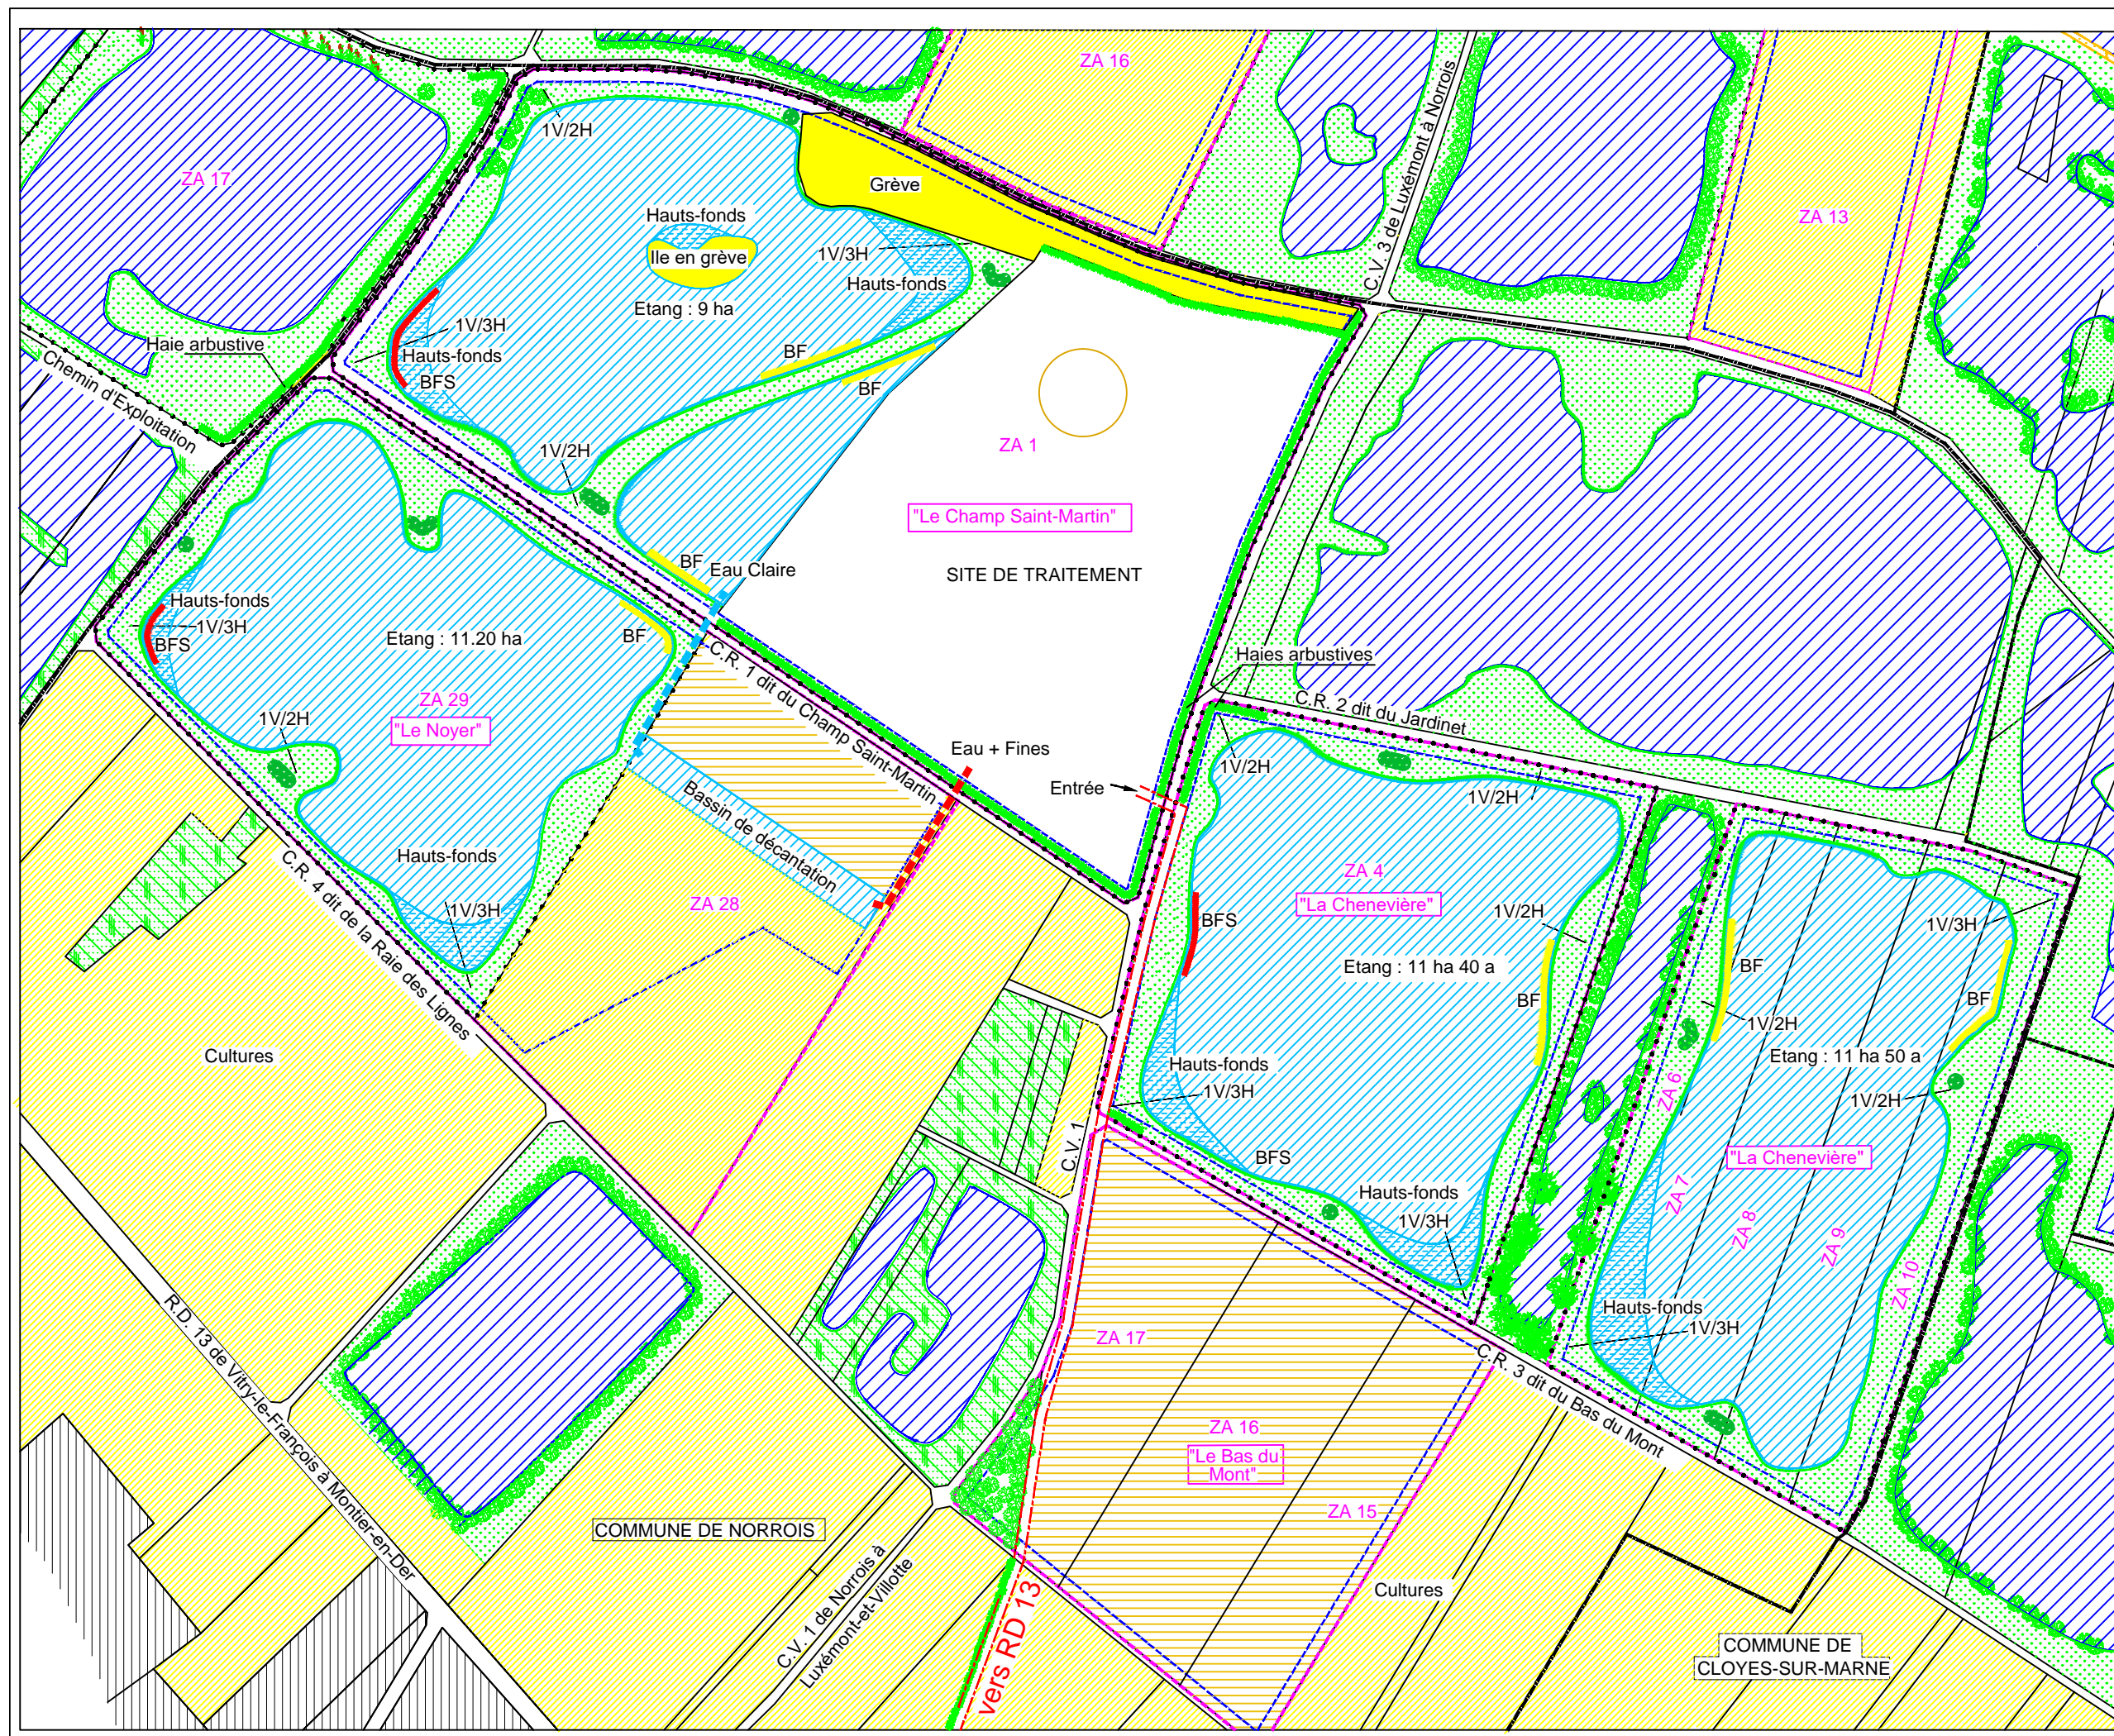 ZA 16
1V/2H
C.V. 3 de Luxémont à Norrois
ZA 17
Grève
Hauts-fonds
ZA 13
1V/3H
Ile en grève
Hauts-fonds
Etang : 9 ha
1V/3H
Haie arbustive
Hauts-fonds
BF
BFS
BF
Chemin d'Exploitation
ZA 1
1V/2H
"Le Champ Saint-Martin"
BF
Eau Claire
SITE DE TRAITEMENT
Hauts-fonds
1V/3H
BFS
Etang : 11.20 ha
BF
C.R. 1 dit du Champ Saint-Martin
Haies arbustives
ZA 29
"Le Noyer"
1V/2H
C.R. 2 dit du Jardinet
Eau + Fines
Entrée
1V/2H
1V/2H
Bassin de décantation
Hauts-fonds
C.R. 4 dit de la Raie des Lignes
1V/3H
ZA 28
ZA 4
"La Chenevière"
BFS
1V/2H
1V/3H
Etang : 11 ha 40 a
BF
BF
BF
1V/2H
Cultures
Etang : 11 ha 50 a
Hauts-fonds
1V/3H
ZA 6
1V/2H
C.V. 1
BFS
"La Chenevière"
Hauts-fonds
1V/3H
ZA 7
ZA 8
ZA 9
ZA 10
R.D. 13 de Vitry-le-François à Montier-en-Der
Hauts-fonds
1V/3H
ZA 17
C.R. 3 dit du Bas du Mont
ZA 16
"Le Bas du
Mont"
ZA 15
COMMUNE DE NORROIS
C.V. 1 de Norrois à
Luxémont-et-Villotte
vers RD 13
Cultures
COMMUNE DE
CLOYES-SUR-MARNE